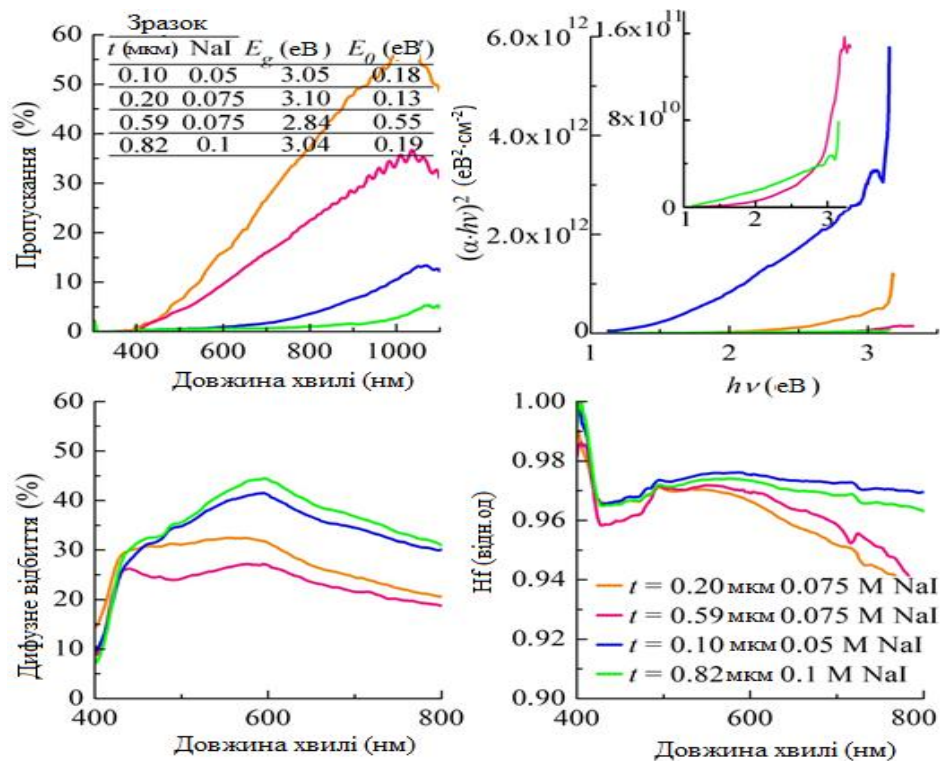 Зразок
t (мкм) NaI E_g (еВ) E_0 (еВ)
0.10 0.05 3.05 0.18
0.20 0.075 3.10 0.13
0.59 0.075 2.84 0.55
0.82 0.1 3.04 0.19
60
50
40
30
20
10
0
Пропускання (%)
400 600 800 1000
Довжина хвилі (нм)
6.0x10¹²
4.0x10¹²
2.0x10¹²
0
(α·hν)² (еВ²·см⁻²)
1.6x10¹¹
8x10¹⁰
0
1 2 3
1 2 3
hν (еВ)
60
50
40
30
20
10
0
Дифузне відбиття (%)
400 600 800
Довжина хвилі (нм)
1.00
0.98
0.96
0.94
0.92
0.90
Hf (відн.од)
t = 0.20 мкм 0.075 M NaI
t = 0.59 мкм 0.075 M NaI
t = 0.10 мкм 0.05 M NaI
t = 0.82 мкм 0.1 M NaI
400 600 800
Довжина хвилі (нм)